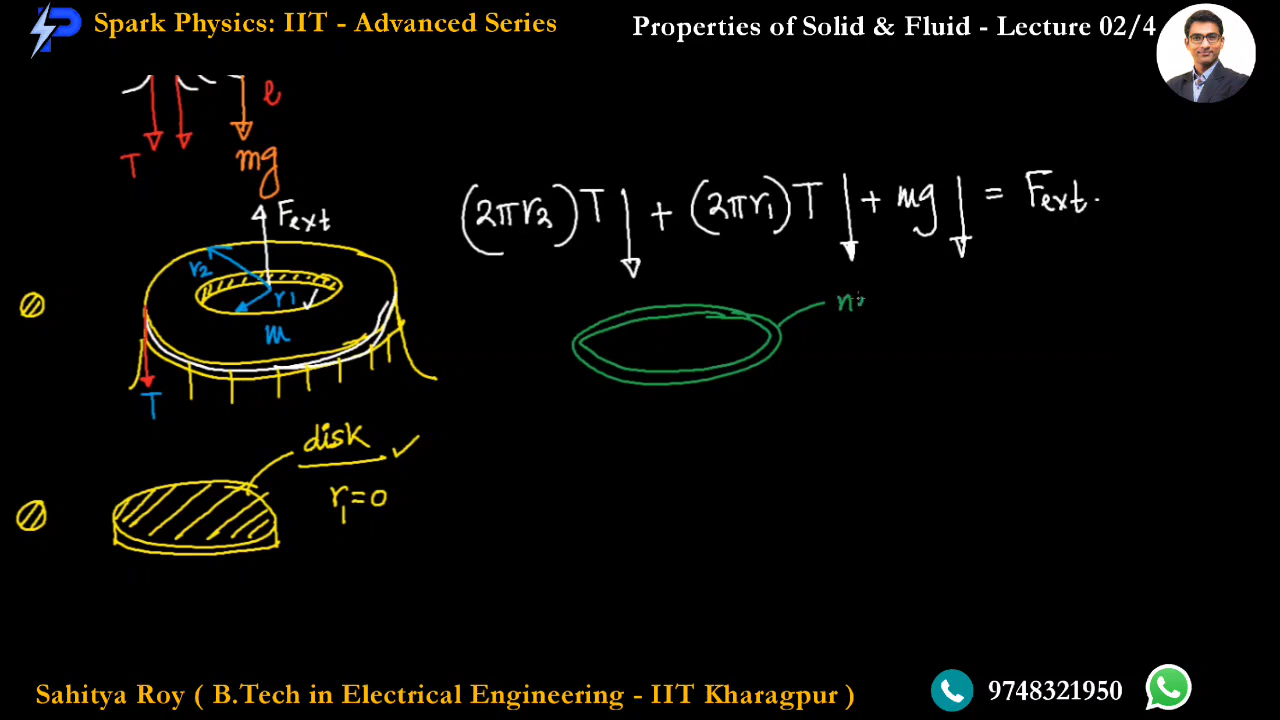 Spark Physics: IIT - Advanced Series
Properties of Solid & Fluid - Lecture 02/4
l
T
mg
Fext
(2πr2)T + (2πr1)T + mg = Fext.
r2
r1
m
T
disk
r1=0
Sahitya Roy ( B.Tech in Electrical Engineering - IIT Kharagpur )
9748321950